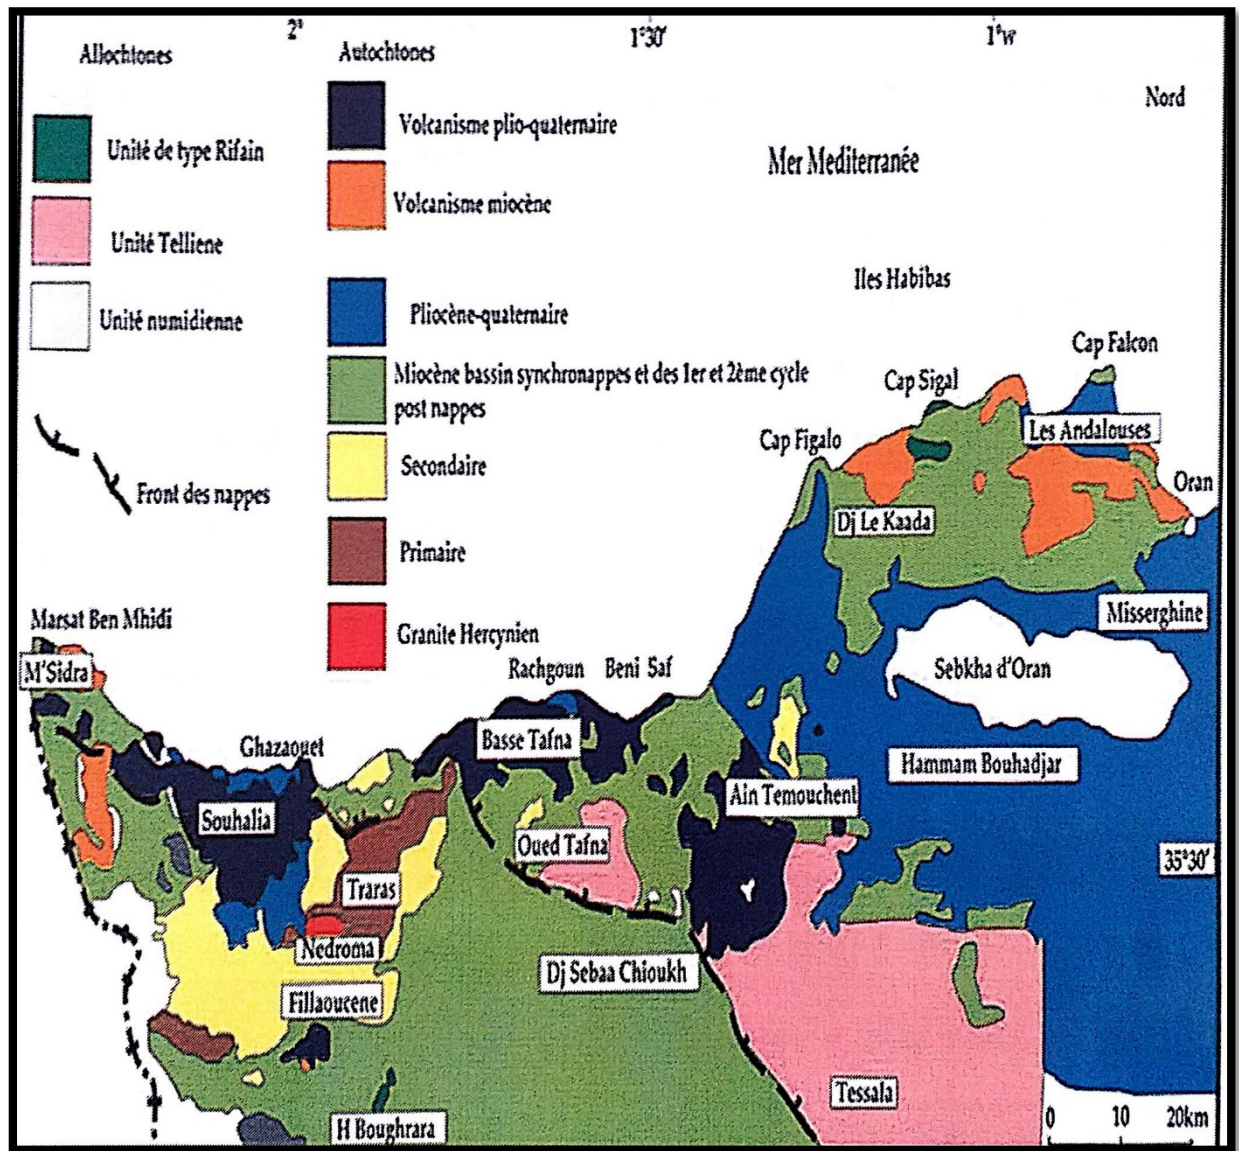 2°
1°30'
1°W
Allochtones
Autochtones
Nord
Unité de type Rifain
Volcanisme plio-quaternaire
Mer Mediterranée
Unité Telliene
Volcanisme miocène
Iles Habibas
Unité numidienne
Pliocène-quaternaire
Cap Falcon
Miocène bassin synchronappes et des 1er et 2ème cycle
post nappes
Cap Sigal
Les Andalouses
Cap Figalo
Secondaire
Front des nappes
Oran
Dj Le Kaada
Primaire
Misserghine
Marsat Ben Mhidi
Granite Hercynien
M'Sidra
Rachgoun
Beni Saf
Sebkha d'Oran
Ghazaouet
Basse Tafna
Hammam Bouhadjar
Ain Temouchent
Souhalia
Oued Tafna
35°30'
Traras
Nedroma
Dj Sebaa Chioukh
Fillaoucene
Tessala
H Boughrara
0 10 20km